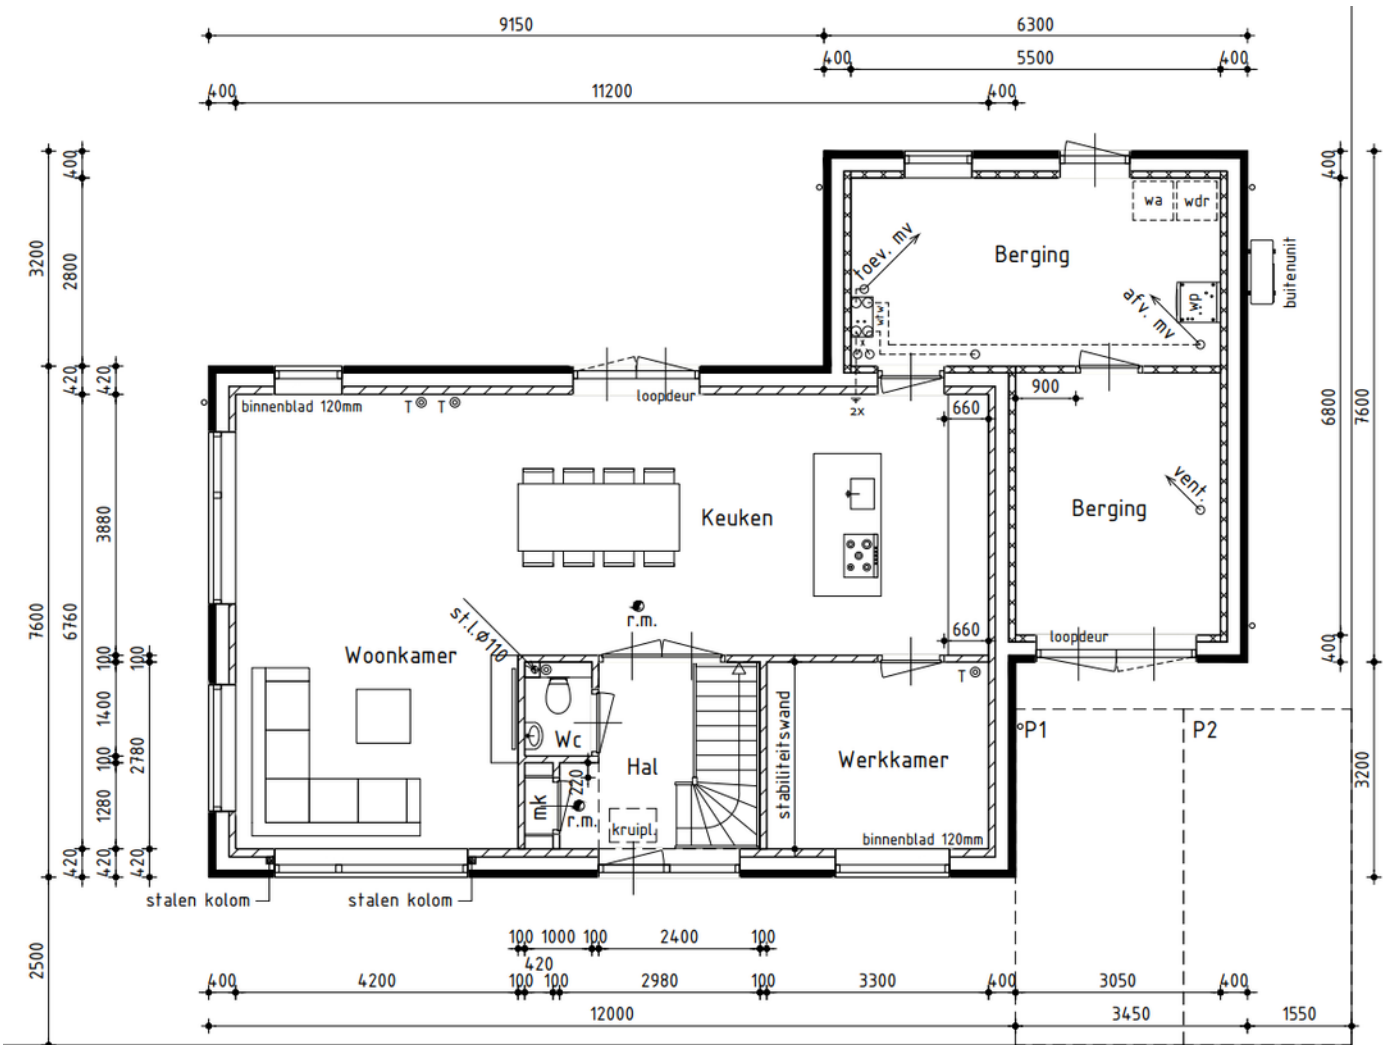 9150
6300
400
5500
400
400
11200
400
400
400
3200
2800
6800
7600
wa
wdr
toev. mv
Berging
buitenunit
afv. mv
wp
wtw
420
420
binnenblad 120mm
T
T
loopdeur
2x
660
900
3880
Keuken
vent.
Berging
7600
6760
st.l.ø110
r.m.
660
loopdeur
400
100
100
Woonkamer
T
1400
2780
Wc
stabiliteitswand
P1
P2
100
Hal
Werkkamer
3200
220
1280
mk
r.m.
kruipl.
binnenblad 120mm
420
420
420
stalen kolom
stalen kolom
2500
100
1000
100
2400
100
420
400
4200
100
100
2980
100
3300
400
3050
400
12000
3450
1550